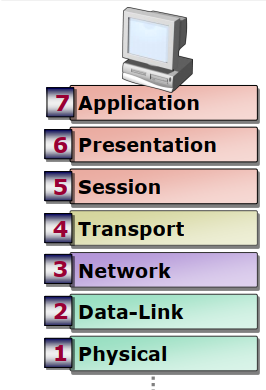 7 Application
6 Presentation
5 Session
4 Transport
3 Network
2 Data-Link
1 Physical